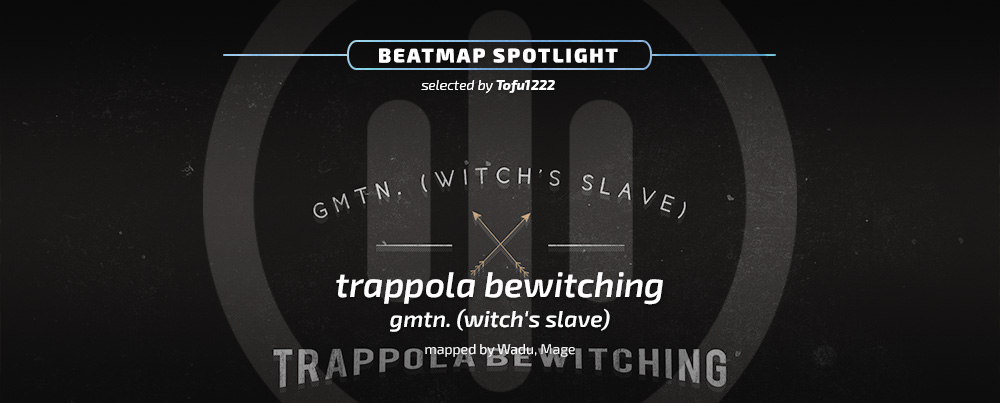 BEATMAP SPOTLIGHT
selected by Tofu1222
GMTN. (WITCH'S SLAVE)
trappola bewitching
gmtn. (witch's slave)
mapped by Wadu, Mage
TRAPPOLA BEWITCHING